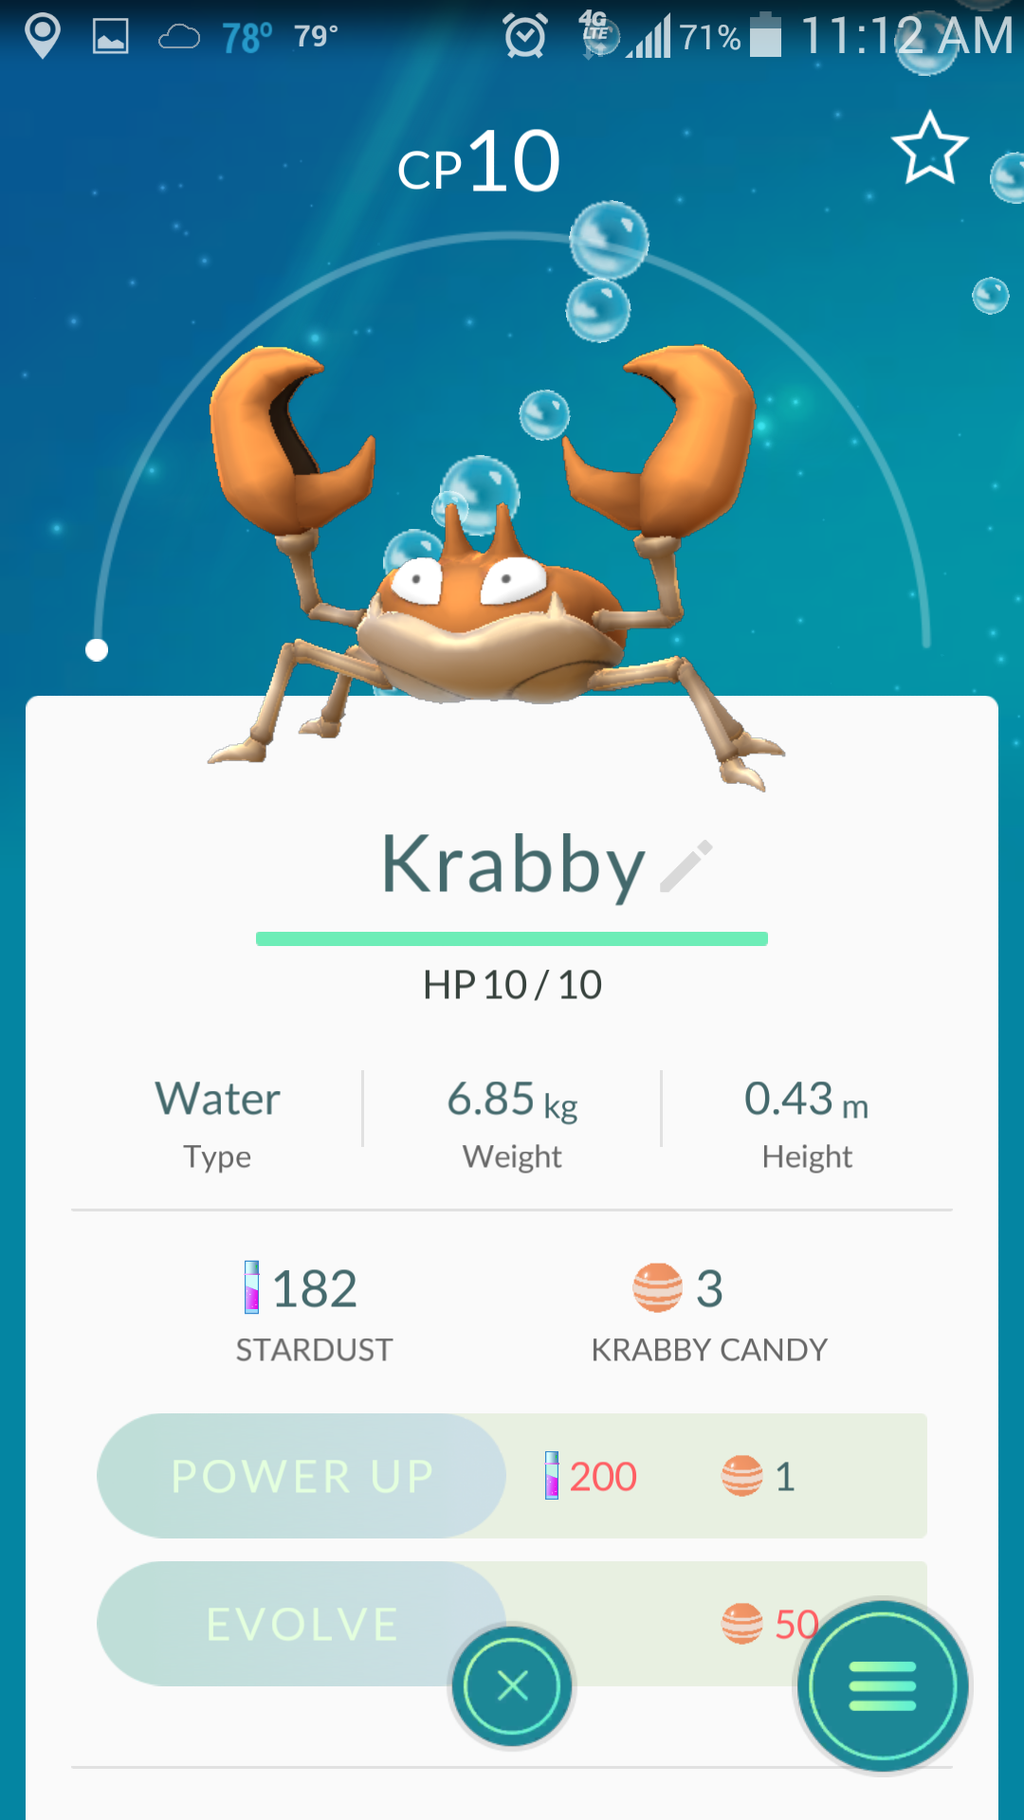 78° 79° 4G LTE 71% 11:12 AM
CP10
Krabby
HP 10 / 10
Water 6.85 kg 0.43 m
Type Weight Height
182 3
STARDUST KRABBY CANDY
POWER UP 200 1
EVOLVE 50